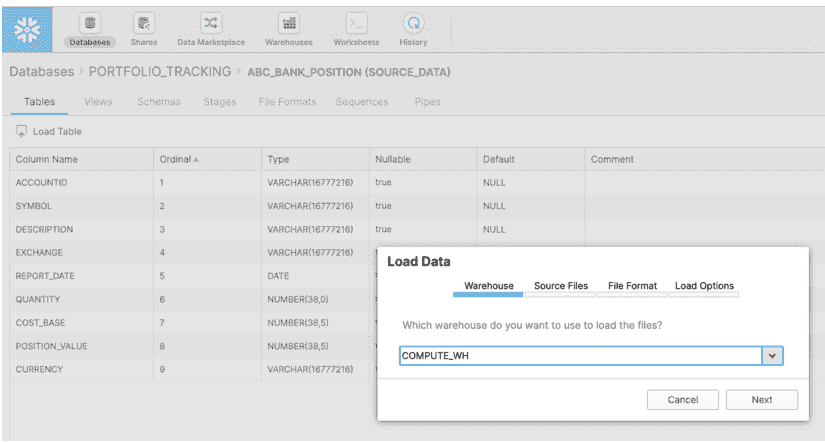 Databases Shares Data Marketplace Warehouses Worksheets History
Databases > PORTFOLIO_TRACKING > ABC_BANK_POSITION (SOURCE_DATA)
Tables Views Schemas Stages File Formats Sequences Pipes
Load Table
Column Name Ordinal Type Nullable Default Comment
ACCOUNTID 1 VARCHAR(16777216) true NULL
SYMBOL 2 VARCHAR(16777216) true NULL
DESCRIPTION 3 VARCHAR(16777216) true NULL
EXCHANGE 4 VARCHAR(16777216)
REPORT_DATE 5 DATE
QUANTITY 6 NUMBER(38,0)
COST_BASE 7 NUMBER(38,5)
POSITION_VALUE 8 NUMBER(38,5)
CURRENCY 9 VARCHAR(16777216)
Load Data
Warehouse Source Files File Format Load Options
Which warehouse do you want to use to load the files?
COMPUTE_WH
Cancel Next